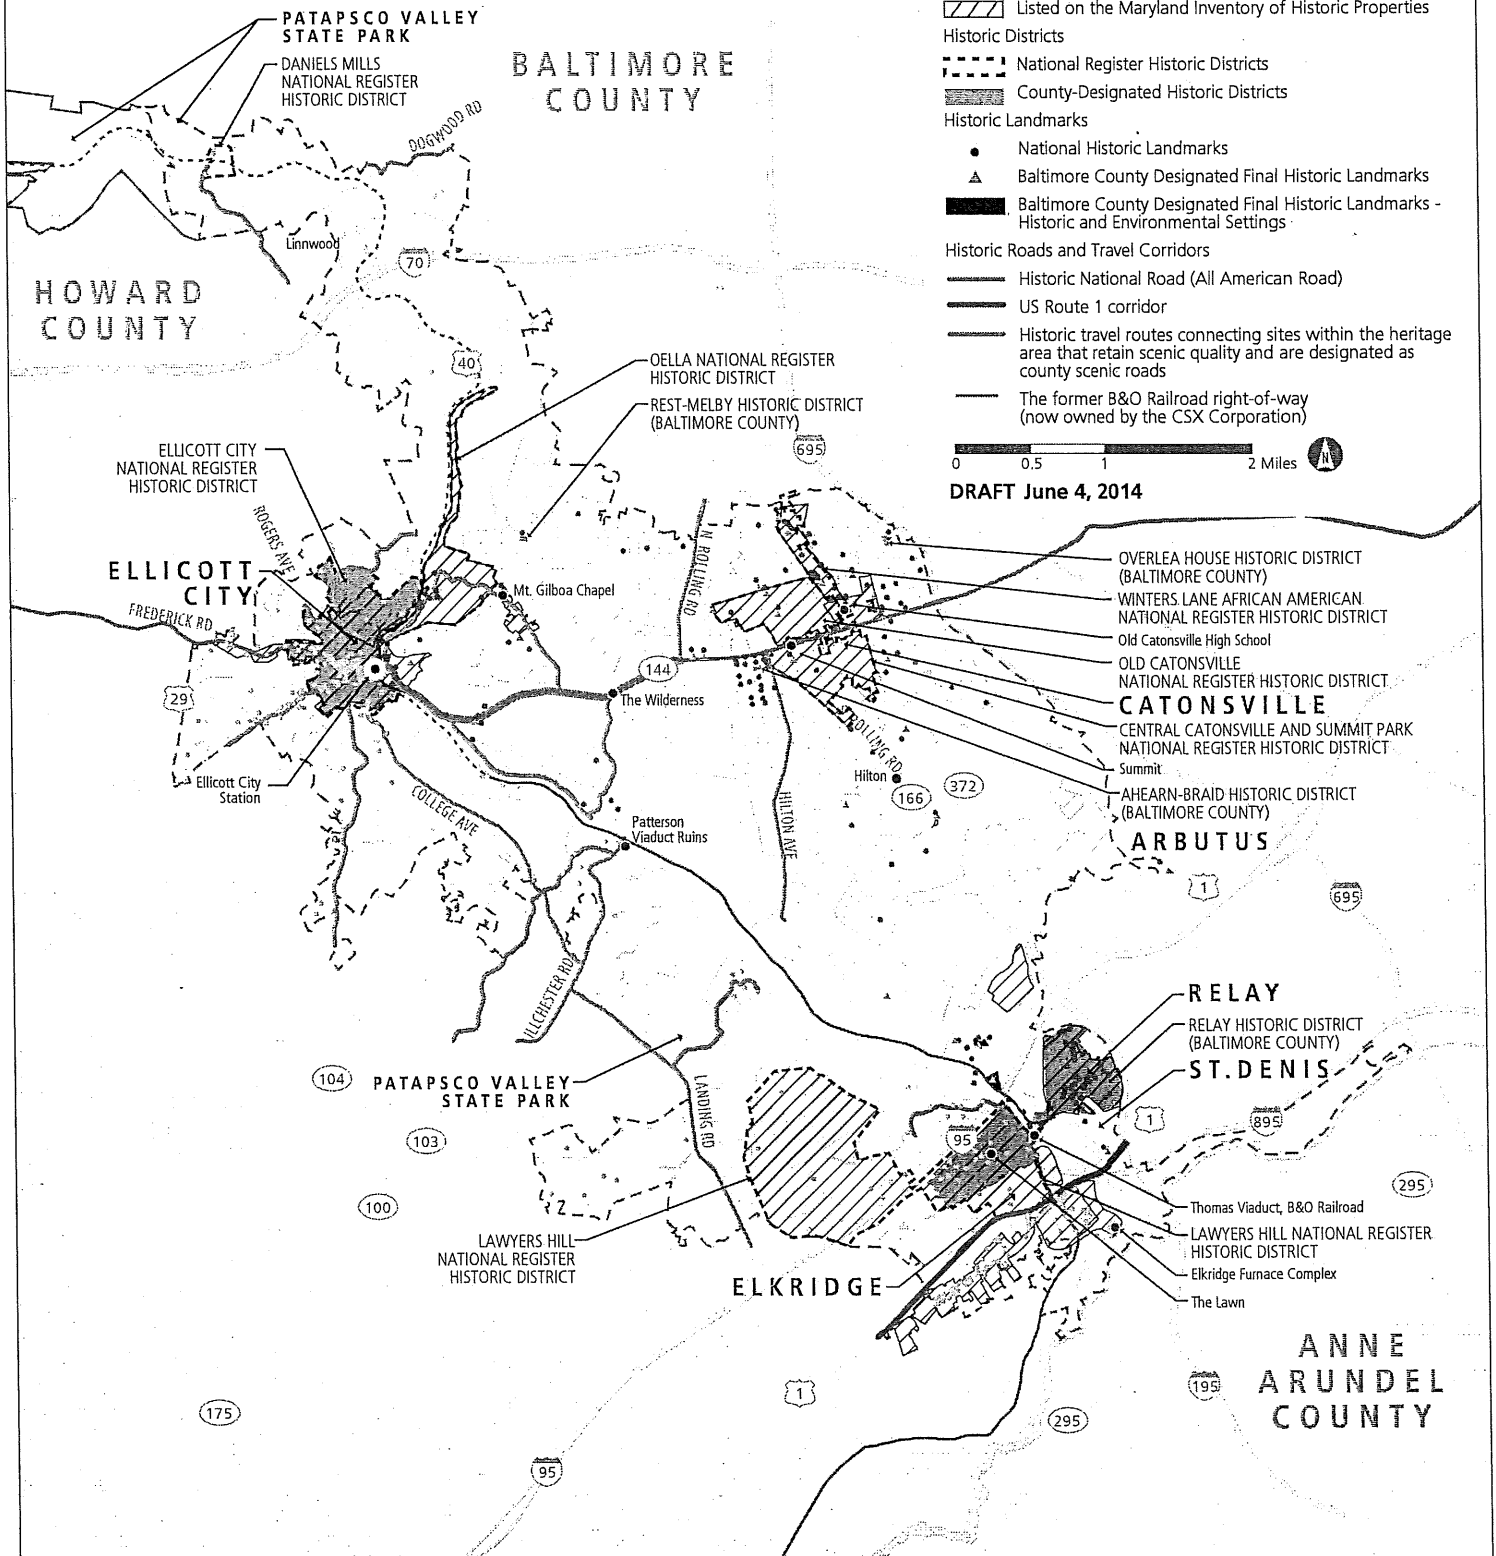 PATAPSCO VALLEY
STATE PARK
DANIELS MILLS
NATIONAL REGISTER
HISTORIC DISTRICT
BALTIMORE
COUNTY
Listed on the Maryland Inventory of Historic Properties
Historic Districts
National Register Historic Districts
County-Designated Historic Districts
Historic Landmarks
National Historic Landmarks
Baltimore County Designated Final Historic Landmarks
Baltimore County Designated Final Historic Landmarks -
Historic and Environmental Settings
Historic Roads and Travel Corridors
Historic National Road (All American Road)
US Route 1 corridor
Historic travel routes connecting sites within the heritage
area that retain scenic quality and are designated as
county scenic roads
The former B&O Railroad right-of-way
(now owned by the CSX Corporation)
0 0.5 1 2 Miles
N
DRAFT June 4, 2014
DOGWOOD RD
Linnwood
70
HOWARD
COUNTY
40
OELLA NATIONAL REGISTER
HISTORIC DISTRICT
REST-MELBY HISTORIC DISTRICT
(BALTIMORE COUNTY)
695
ELLICOTT CITY
NATIONAL REGISTER
HISTORIC DISTRICT
ROGERS AVE
N ROLLING RD
ELLICOTT
CITY
FREDERICK RD
Mt. Gilboa Chapel
OVERLEA HOUSE HISTORIC DISTRICT
(BALTIMORE COUNTY)
WINTERS LANE AFRICAN AMERICAN
NATIONAL REGISTER HISTORIC DISTRICT
Old Catonsville High School
OLD CATONSVILLE
NATIONAL REGISTER HISTORIC DISTRICT
CATONSVILLE
CENTRAL CATONSVILLE AND SUMMIT PARK
NATIONAL REGISTER HISTORIC DISTRICT
Summit
AHEARN-BRAID HISTORIC DISTRICT
(BALTIMORE COUNTY)
144
29
The Wilderness
S ROLLING RD
Hilton
166
372
Ellicott City
Station
COLLEGE AVE
HILTON AVE
Patterson
Viaduct Ruins
ARBUTUS
1
695
ILLCHESTER RD
RELAY
RELAY HISTORIC DISTRICT
(BALTIMORE COUNTY)
ST.DENIS
104
PATAPSCO VALLEY
STATE PARK
LANDING RD
103
95
1
895
100
295
Thomas Viaduct, B&O Railroad
LAWYERS HILL NATIONAL REGISTER
HISTORIC DISTRICT
Elkridge Furnace Complex
The Lawn
LAWYERS HILL
NATIONAL REGISTER
HISTORIC DISTRICT
ELKRIDGE
ANNE
ARUNDEL
COUNTY
1
195
175
295
95